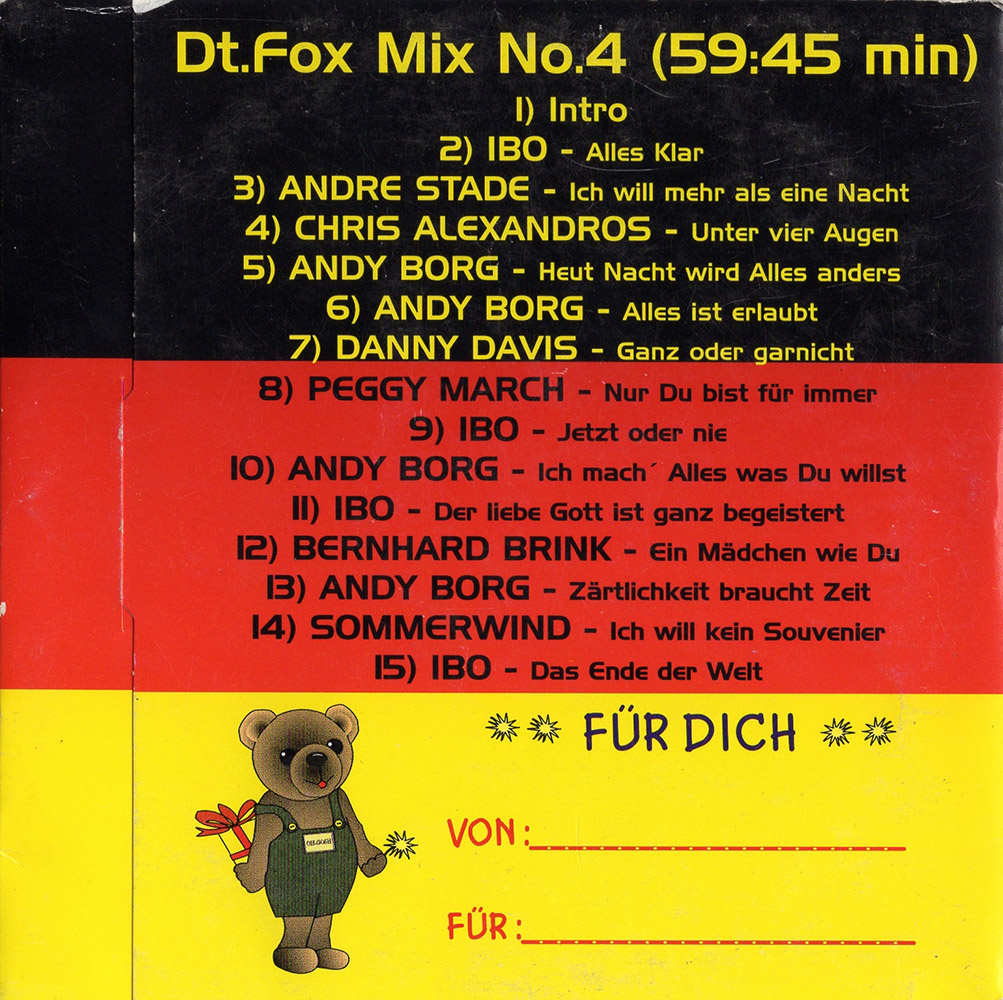 Dt.Fox Mix No.4 (59:45 min)
1) Intro
2) IBO - Alles Klar
3) ANDRE STADE - Ich will mehr als eine Nacht
4) CHRIS ALEXANDROS - Unter vier Augen
5) ANDY BORG - Heut Nacht wird Alles anders
6) ANDY BORG - Alles ist erlaubt
7) DANNY DAVIS - Ganz oder garnicht
8) PEGGY MARCH - Nur Du bist für immer
9) IBO - Jetzt oder nie
10) ANDY BORG - Ich mach´ Alles was Du willst
11) IBO - Der liebe Gott ist ganz begeistert
12) BERNHARD BRINK - Ein Mädchen wie Du
13) ANDY BORG - Zärtlichkeit braucht Zeit
14) SOMMERWIND - Ich will kein Souvenier
15) IBO - Das Ende der Welt
FÜR DICH
VON:
FÜR: